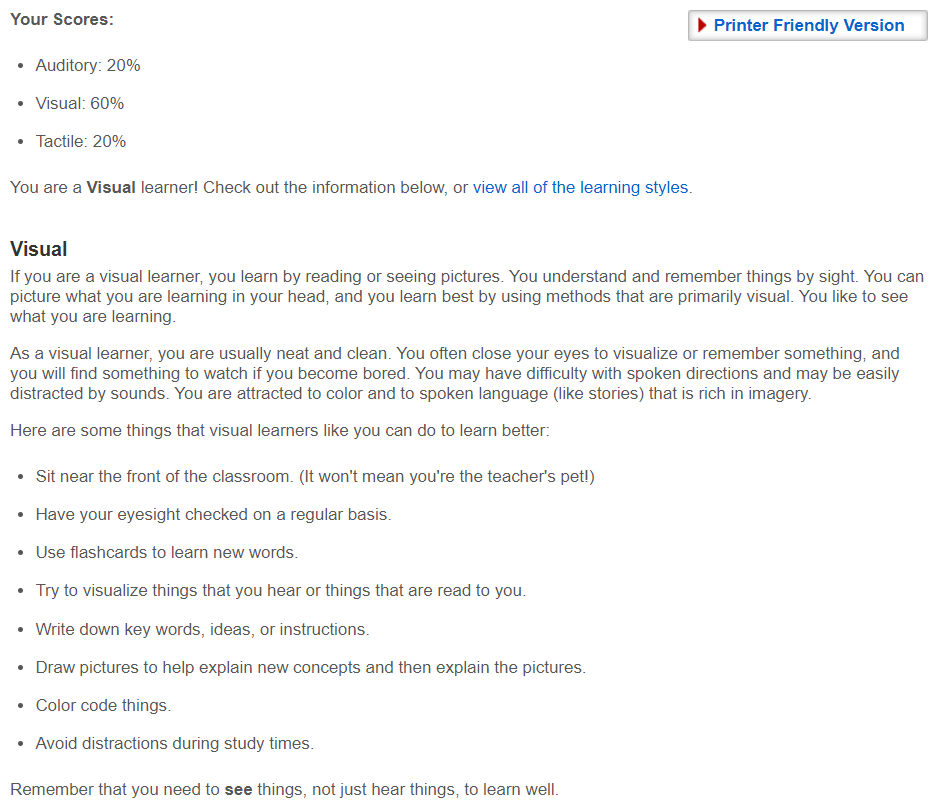 Your Scores:
Printer Friendly Version
• Auditory: 20%
• Visual: 60%
• Tactile: 20%
You are a Visual learner! Check out the information below, or view all of the learning styles.
Visual
If you are a visual learner, you learn by reading or seeing pictures. You understand and remember things by sight. You can
picture what you are learning in your head, and you learn best by using methods that are primarily visual. You like to see
what you are learning.
As a visual learner, you are usually neat and clean. You often close your eyes to visualize or remember something, and
you will find something to watch if you become bored. You may have difficulty with spoken directions and may be easily
distracted by sounds. You are attracted to color and to spoken language (like stories) that is rich in imagery.
Here are some things that visual learners like you can do to learn better:
• Sit near the front of the classroom. (It won't mean you're the teacher's pet!)
• Have your eyesight checked on a regular basis.
• Use flashcards to learn new words.
• Try to visualize things that you hear or things that are read to you.
• Write down key words, ideas, or instructions.
• Draw pictures to help explain new concepts and then explain the pictures.
• Color code things.
• Avoid distractions during study times.
Remember that you need to see things, not just hear things, to learn well.